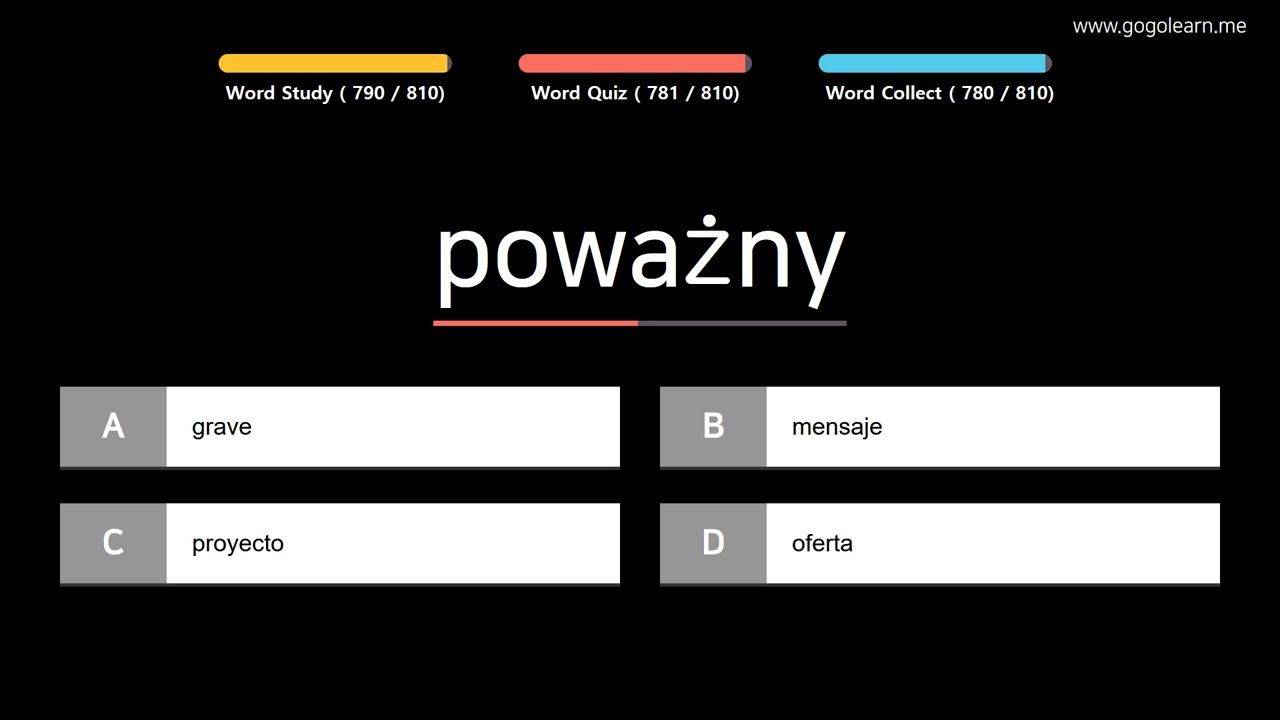 www.gogolearn.me
Word Study ( 790 / 810)
Word Quiz ( 781 / 810)
Word Collect ( 780 / 810)
poważny
A grave
B mensaje
C proyecto
D oferta